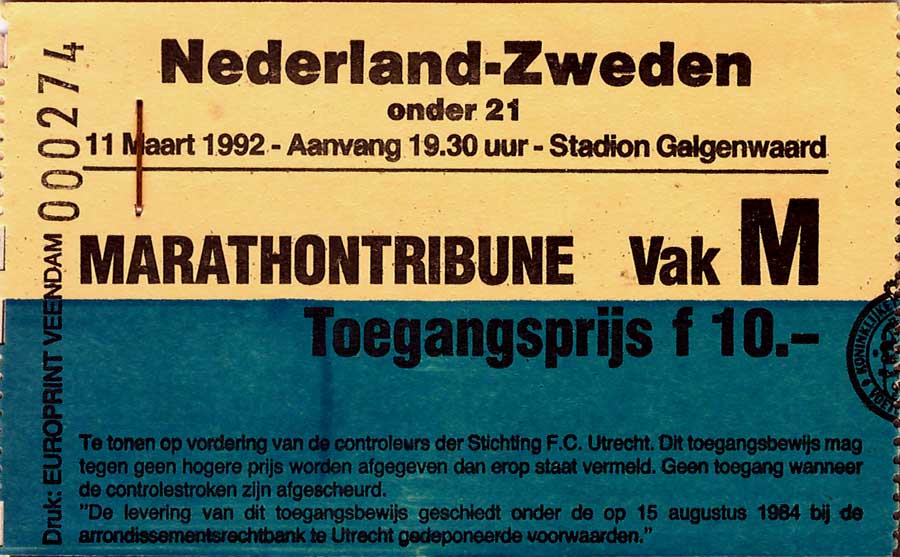 Nederland-Zweden
onder 21
11 Maart 1992 - Aanvang 19.30 uur - Stadion Galgenwaard
MARATHONTRIBUNE Vak M
Toegangsprijs f 10.-
Te tonen op vordering van de controleurs der Stichting F.C. Utrecht. Dit toegangsbewijs mag
tegen geen hogere prijs worden afgegeven dan erop staat vermeld. Geen toegang wanneer
de controlestroken zijn afgescheurd.
"De levering van dit toegangsbewijs geschiedt onder de op 15 augustus 1984 bij de
arrondissementsrechtbank te Utrecht gedeponeerde voorwaarden."
000274
Druk: EUROPRINT VEENDAM
KONINKLIJKE